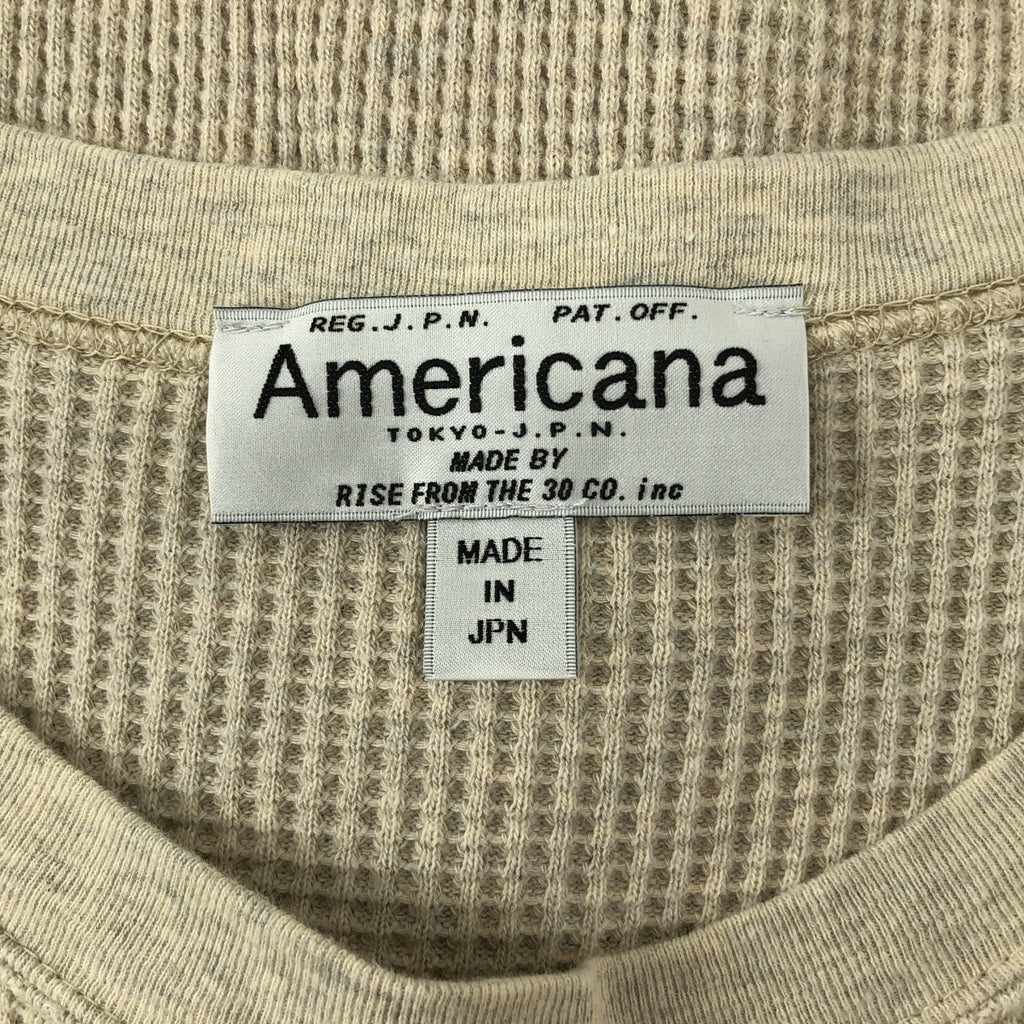 REG.J.P.N. PAT.OFF.
Americana
TOKYO-J.P.N.
MADE BY
RISE FROM THE 30 CO. inc
MADE
IN
JPN